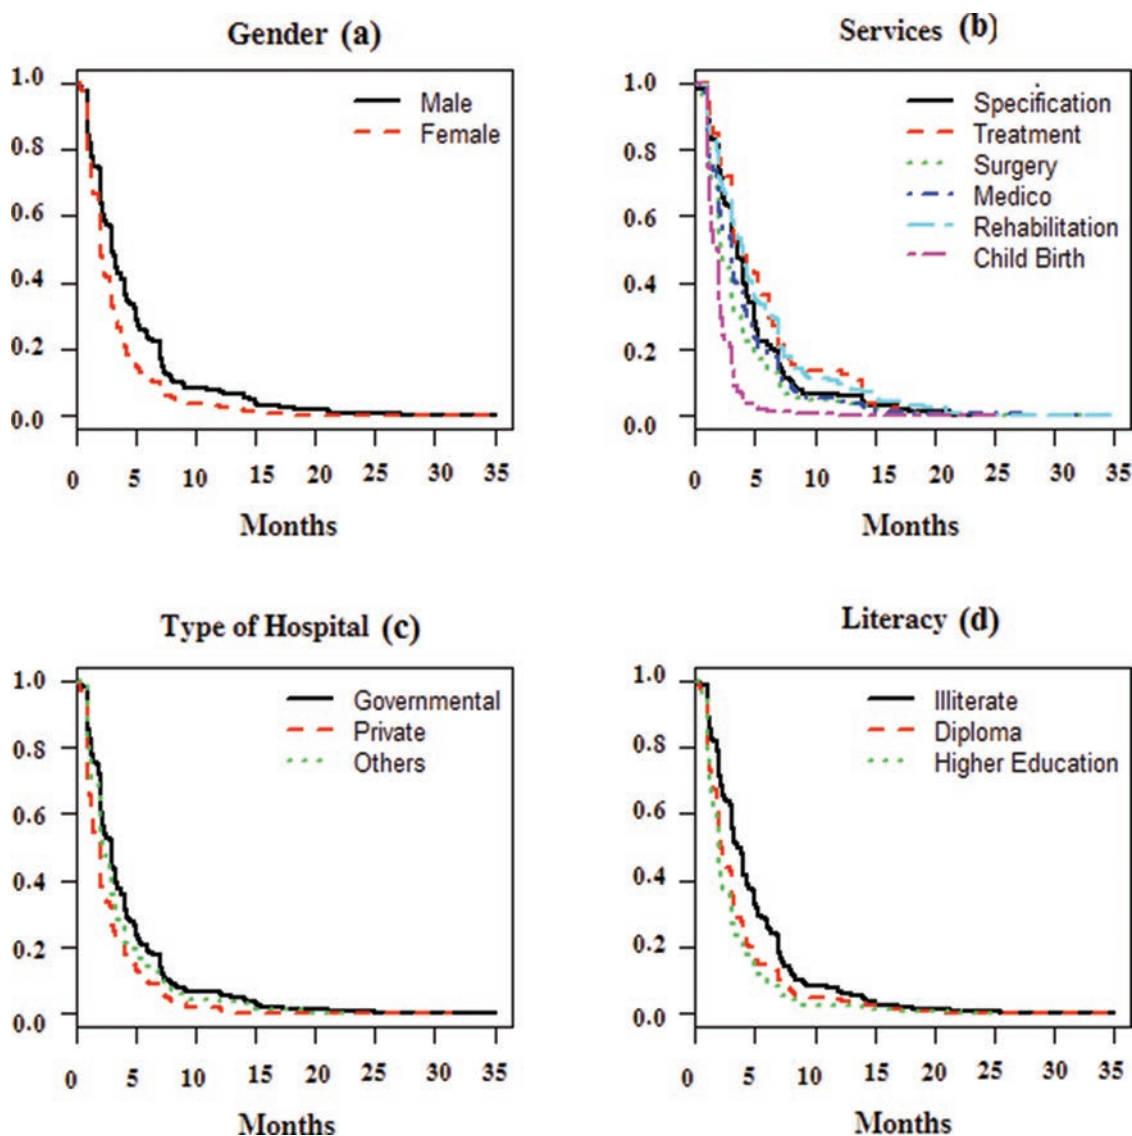 Gender (a)
1.0
0.8
0.6
0.4
0.2
0.0
Male
Female
0 5 10 15 20 25 30 35
Months
Services (b)
1.0
0.8
0.6
0.4
0.2
0.0
Specification
Treatment
Surgery
Medico
Rehabilitation
Child Birth
0 5 10 15 20 25 30 35
Months
Type of Hospital (c)
1.0
0.8
0.6
0.4
0.2
0.0
Governmental
Private
Others
0 5 10 15 20 25 30 35
Months
Literacy (d)
1.0
0.8
0.6
0.4
0.2
0.0
Illiterate
Diploma
Higher Education
0 5 10 15 20 25 30 35
Months